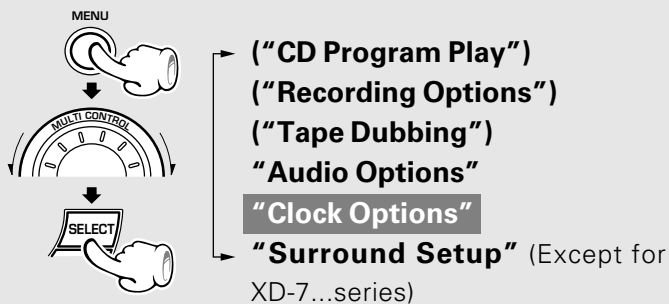 MENU
MULTI CONTROL
SELECT
(“CD Program Play”)
(“Recording Options”)
(“Tape Dubbing”)
“Audio Options”
“Clock Options”
“Surround Setup” (Except for
XD-7...series)